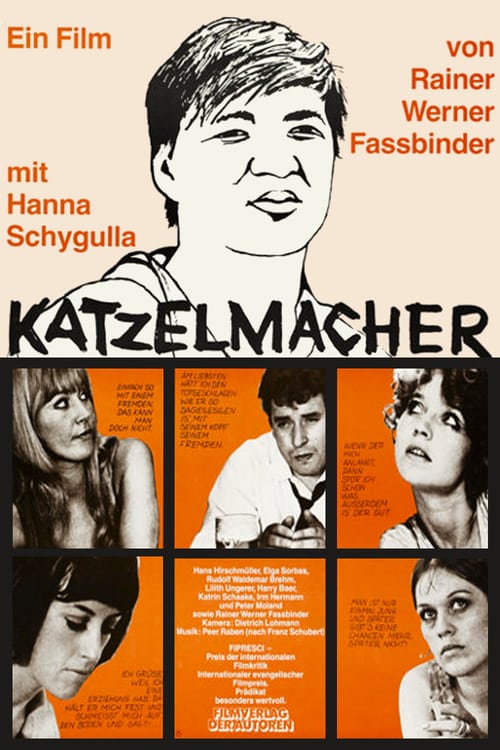 Ein Film
von
Rainer
Werner
Fassbinder
mit
Hanna
Schygulla
KATZELMACHER
EINFACH SO
MIT EINEM
FREMDEN.
DAS KANN
MAN
DOCH NICHT.
AM LIEBSTEN
HÄTT ICH DEN
TOTGESCHLAGEN
WIE ER SO
DAGELEGEN
IS, MIT
SEINEM KOPF
SEINEM
FREMDEN.
WENN DER
MICH
ANLANGT,
DANN
SPÜR ICH
SCHON
WAS.
AUSSERDEM
IS DER GUT.
ICH GRÜSSE
WEIL ICH
EINE
ERZIEHUNG HAB. DA
HÄLT ER MICH FEST UND
SCHMEISST MICH AUF
DEN BODEN UND SAGT:
Hans Hirschmüller, Elga Sorbas,
Rudolf Waldemar Brehm,
Lilith Ungerer, Harry Baer,
Katrin Schaake, Irm Hermann
und Peter Moland
sowie Rainer Werner Fassbinder
Kamera: Dietrich Lohmann
Musik: Peer Raben (nach Franz Schubert)
FIPRESCI –
Preis der internationalen
Filmkritik
Internationaler evangelischer
Filmpreis.
Prädikat
besonders wertvoll.
FILMVERLAG
DER AUTOREN
MAN IST NUR
EINMAL JUNG
UND SPÄTER
GIBT'S KEINE
CHANCEN MEHR,
SPÄTER NICHT!